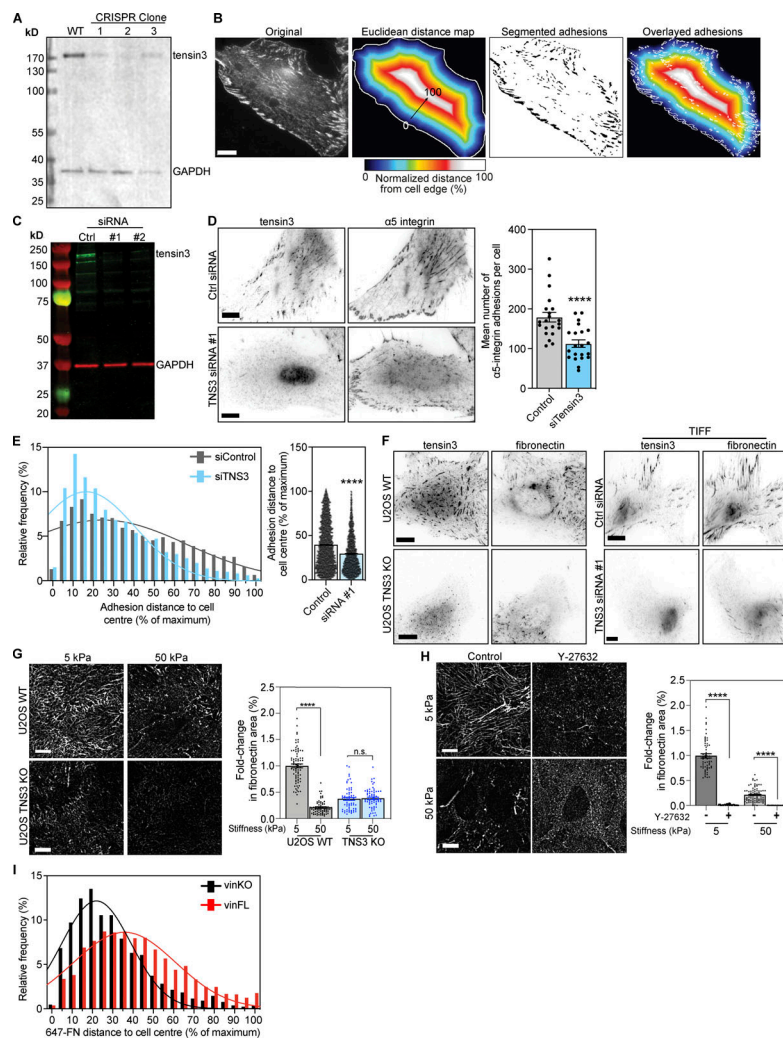 A
CRISPR Clone
kD
WT
1
2
3
170
130
100
55
40
35
25
tensin3
GAPDH
B
Original
Euclidean distance map
Segmented adhesions
Overlayed adhesions
100
0
0
100
Normalized distance
from cell edge (%)
C
siRNA
kD
Ctrl
#1
#2
250
150
100
75
50
37
25
20
tensin3
GAPDH
D
tensin3
α5 integrin
Ctrl siRNA
TNS3 siRNA #1
Mean number of
α5-integrin adhesions per cell
400
300
200
100
0
****
Control
siTensin3
E
Relative frequency (%)
15
10
5
0
siControl
siTNS3
0 10 20 30 40 50 60 70 80 90 100
Adhesion distance to cell
centre (% of maximum)
Adhesion distance to
cell centre (% of maximum)
100
50
0
****
Control
siRNA #1
F
tensin3
fibronectin
U2OS WT
U2OS TNS3 KO
TIFF
tensin3
fibronectin
Ctrl siRNA
TNS3 siRNA #1
G
5 kPa
50 kPa
U2OS WT
U2OS TNS3 KO
Fold-change
in fibronectin area (%)
2.5
2.0
1.5
1.0
0.5
0.0
****
n.s.
Stiffness (kPa)
5
50
5
50
U2OS WT
TNS3 KO
H
Control
Y-27632
5 kPa
50 kPa
Fold-change
in fibronectin area (%)
2.5
2.0
1.5
1.0
0.5
0.0
****
****
Y-27632
-
+
-
+
Stiffness (kPa)
5
50
I
Relative frequency (%)
15
10
5
0
vinKO
vinFL
0 10 20 30 40 50 60 70 80 90 100
647-FN distance to cell centre (% of maximum)